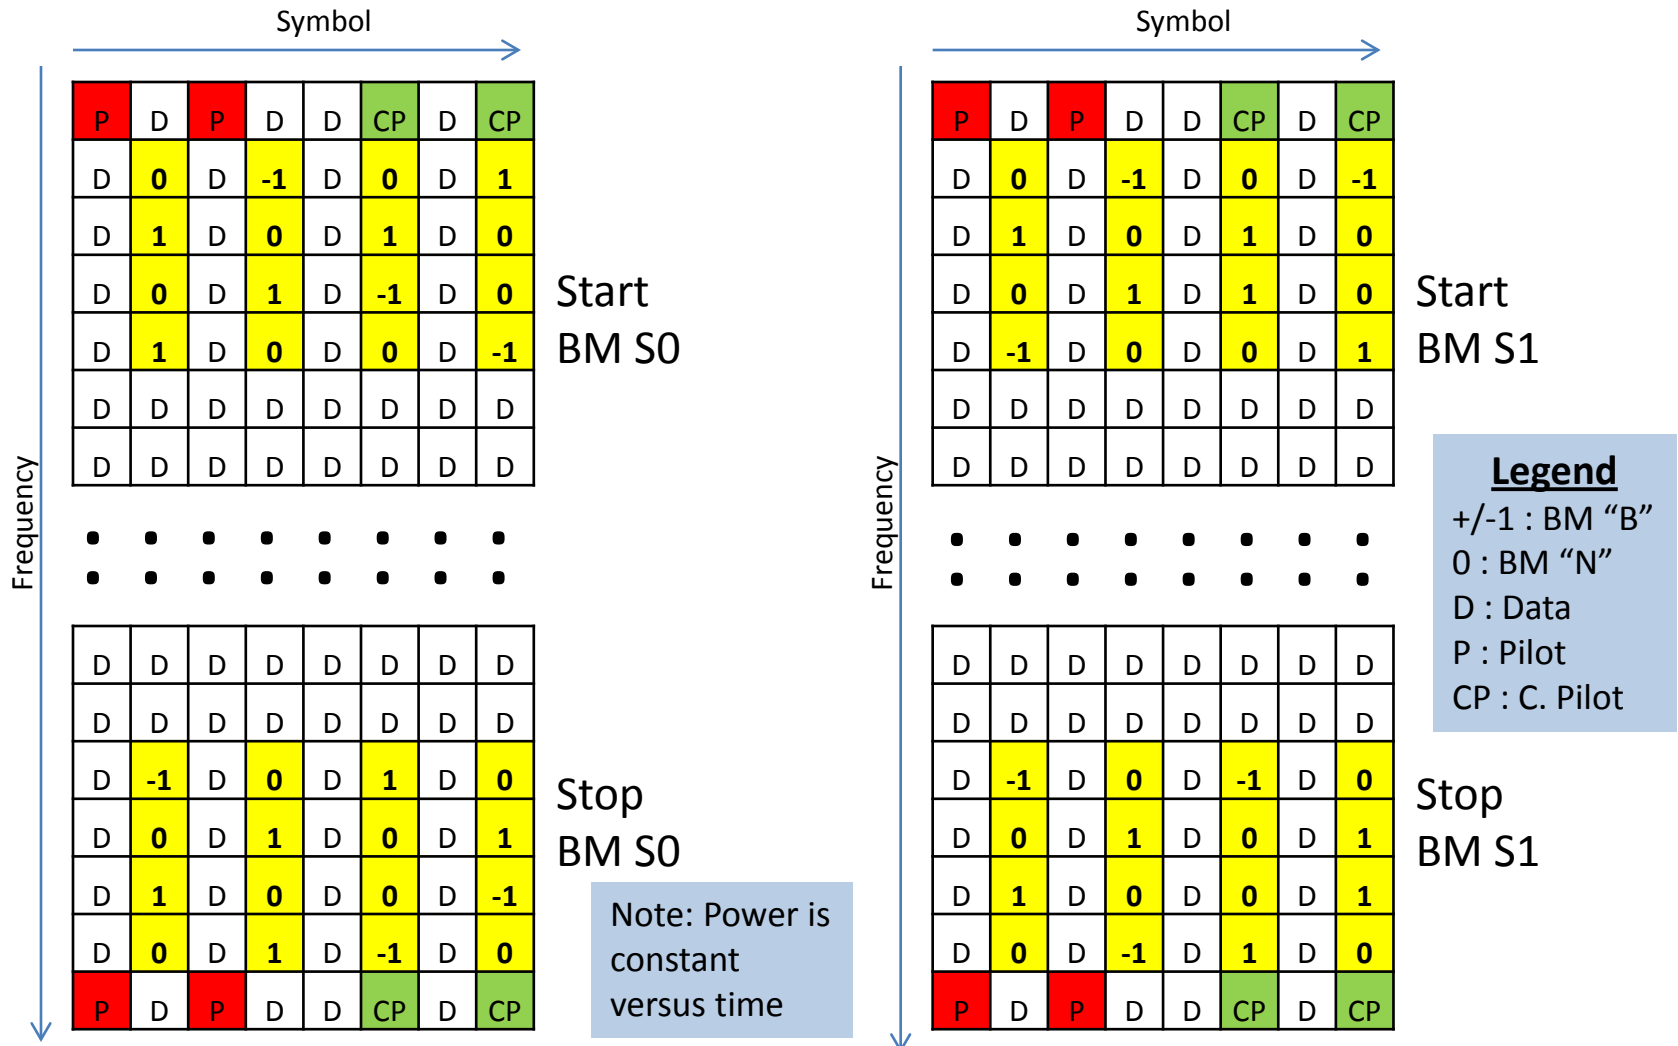 Symbol
P D P D D CP D CP
D 0 D -1 D 0 D 1
D 1 D 0 D 1 D 0
D 0 D 1 D -1 D 0
D 1 D 0 D 0 D -1
D D D D D D D D
D D D D D D D D
Start
BM S0
D D D D D D D D
D D D D D D D D
D -1 D 0 D 1 D 0
D 0 D 1 D 0 D 1
D 1 D 0 D 0 D -1
D 0 D 1 D -1 D 0
P D P D D CP D CP
Stop
BM S0
Frequency
Note: Power is
constant
versus time
Symbol
P D P D D CP D CP
D 0 D -1 D 0 D -1
D 1 D 0 D 1 D 0
D 0 D 1 D 1 D 0
D -1 D 0 D 0 D 1
D D D D D D D D
D D D D D D D D
Start
BM S1
D D D D D D D D
D D D D D D D D
D -1 D 0 D -1 D 0
D 0 D 1 D 0 D 1
D 1 D 0 D 0 D 1
D 0 D -1 D 1 D 0
P D P D D CP D CP
Stop
BM S1
Frequency
Legend
+/-1 : BM “B”
0 : BM “N”
D : Data
P : Pilot
CP : C. Pilot